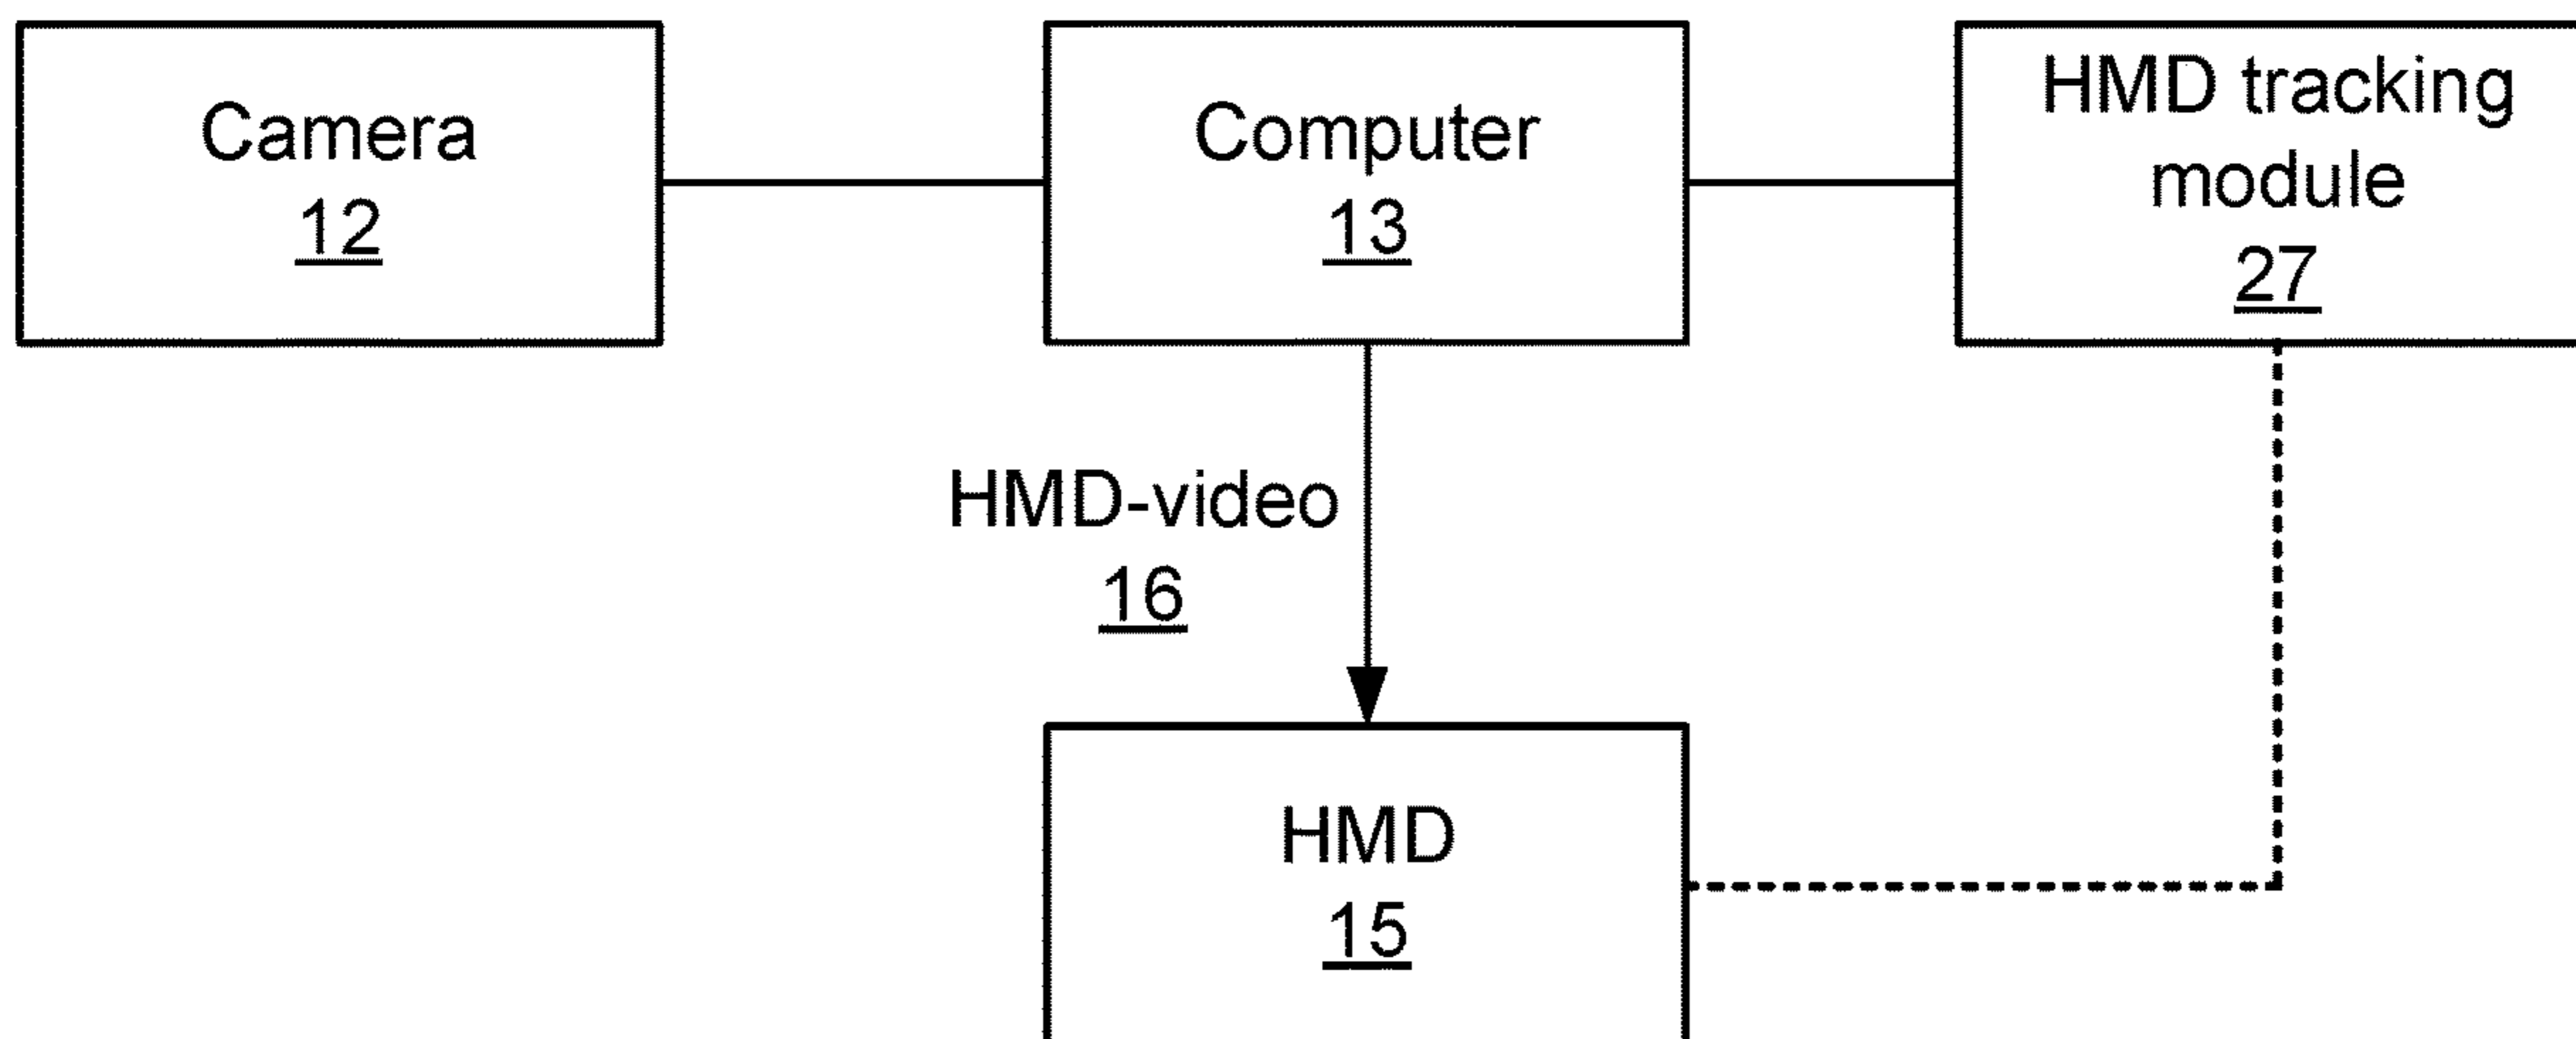 Camera
12
Computer
13
HMD tracking
module
27
HMD-video
16
HMD
15